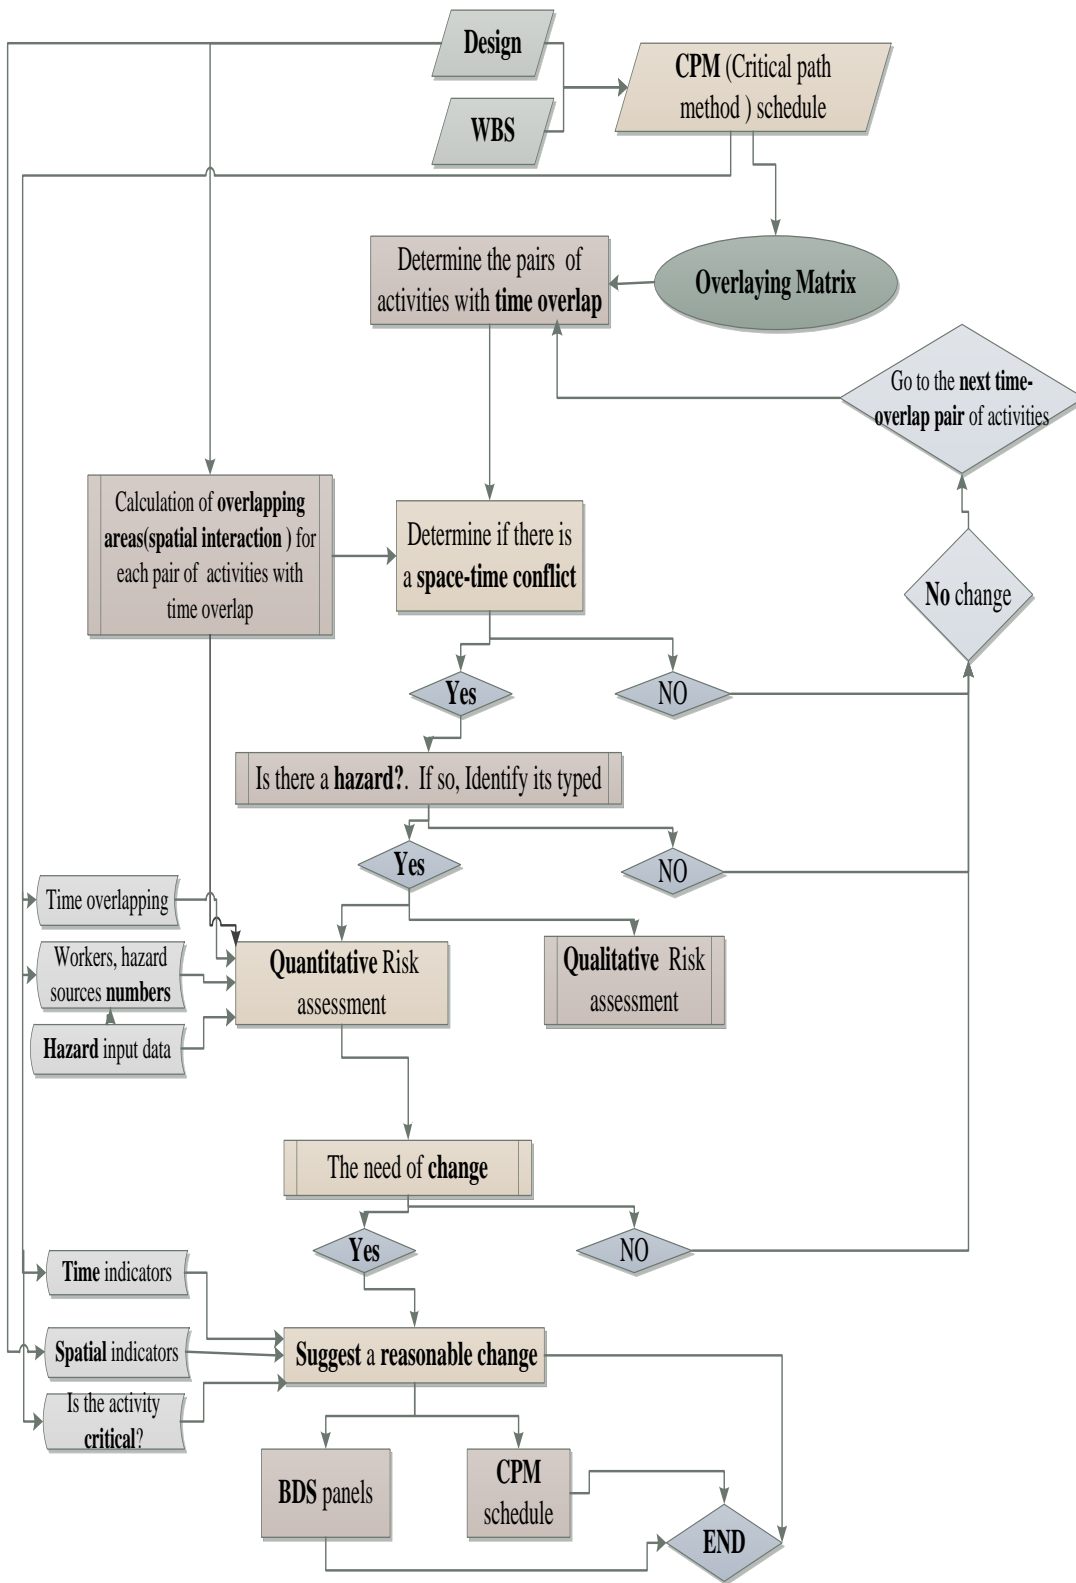 Design
WBS
CPM (Critical path
method ) schedule
Overlaying Matrix
Determine the pairs of
activities with time overlap
Go to the next time-
overlap pair of activities
Calculation of overlapping
areas(spatial interaction ) for
each pair of activities with
time overlap
Determine if there is
a space-time conflict
No change
Yes
NO
Is there a hazard?. If so, Identify its typed
Yes
NO
Time overlapping
Workers, hazard
sources numbers
Hazard input data
Quantitative Risk
assessment
Qualitative Risk
assessment
The need of change
Yes
NO
Time indicators
Spatial indicators
Is the activity
critical?
Suggest a reasonable change
BDS panels
CPM
schedule
END